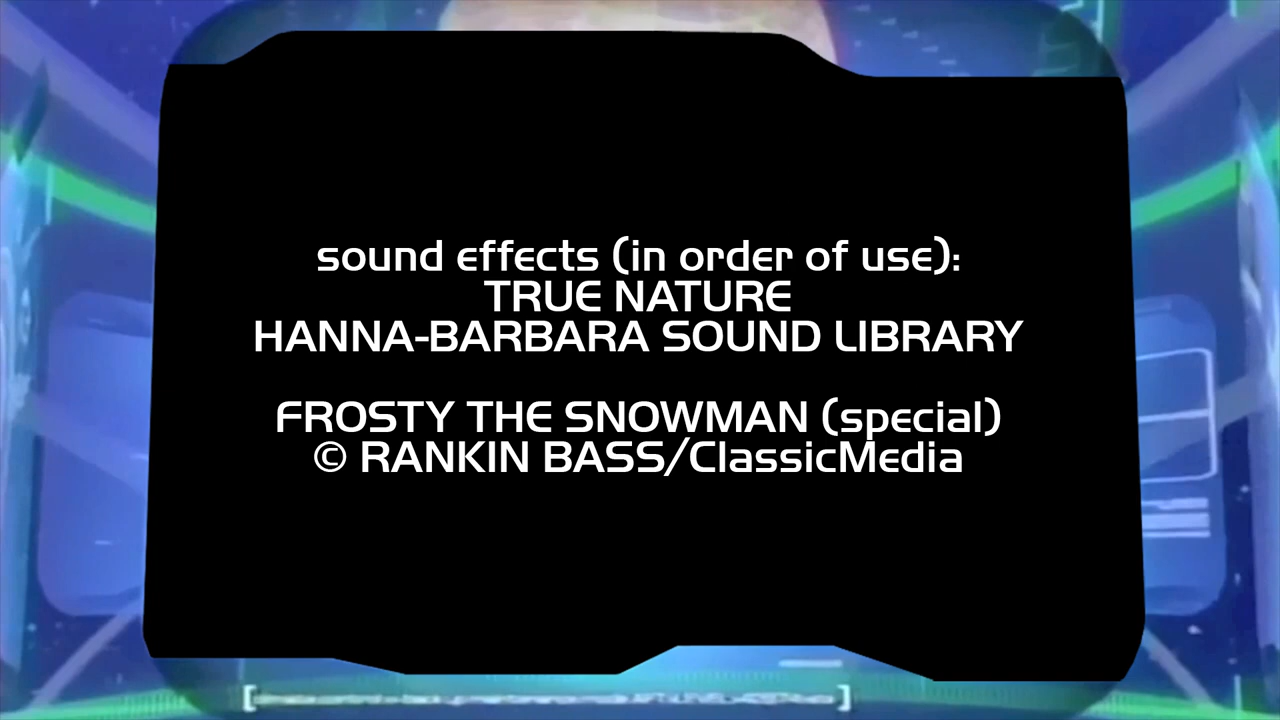 sound effects (in order of use):
TRUE NATURE
HANNA-BARBARA SOUND LIBRARY
FROSTY THE SNOWMAN (special)
© RANKIN BASS/ClassicMedia